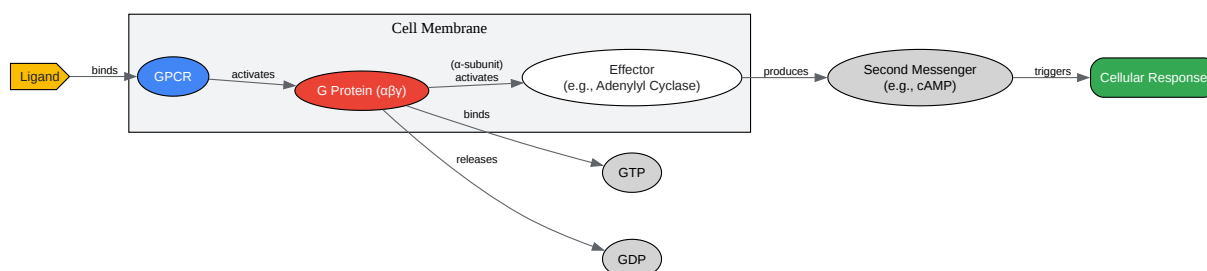 Cell Membrane
Ligand
binds
GPCR
activates
G Protein (αβγ)
(α-subunit)
activates
Effector
(e.g., Adenylyl Cyclase)
produces
Second Messenger
(e.g., cAMP)
triggers
Cellular Response
binds
GTP
releases
GDP